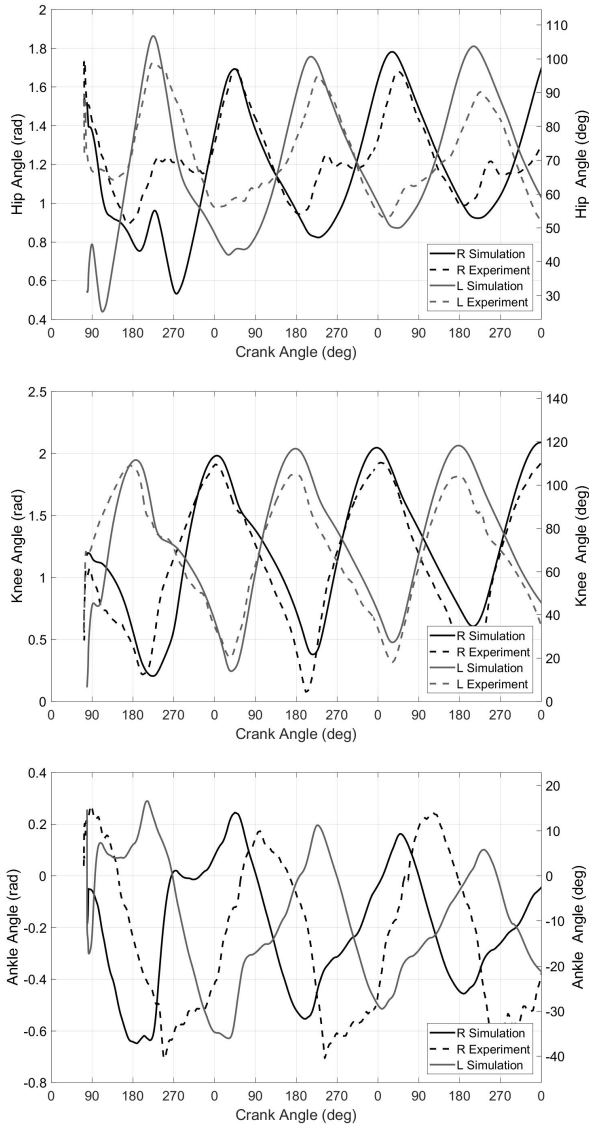 2
1.8
1.6
1.4
1.2
1
0.8
0.6
0.4
110
100
90
80
70
60
50
40
30
Hip Angle (rad)
Hip Angle (deg)
R Simulation
R Experiment
L Simulation
L Experiment
0 90 180 270 0 90 180 270 0 90 180 270 0
Crank Angle (deg)
2.5
2
1.5
1
0.5
0
140
120
100
80
60
40
20
0
Knee Angle (rad)
Knee Angle (deg)
R Simulation
R Experiment
L Simulation
L Experiment
90 180 270 0 90 180 270 0 90 180 270 0
Crank Angle (deg)
0.4
0.2
0
-0.2
-0.4
-0.6
-0.8
20
10
0
-10
-20
-30
-40
Ankle Angle (rad)
Ankle Angle (deg)
R Simulation
R Experiment
L Simulation
0 90 180 270 0 90 180 270 0 90 180 270 0
Crank Angle (deg)